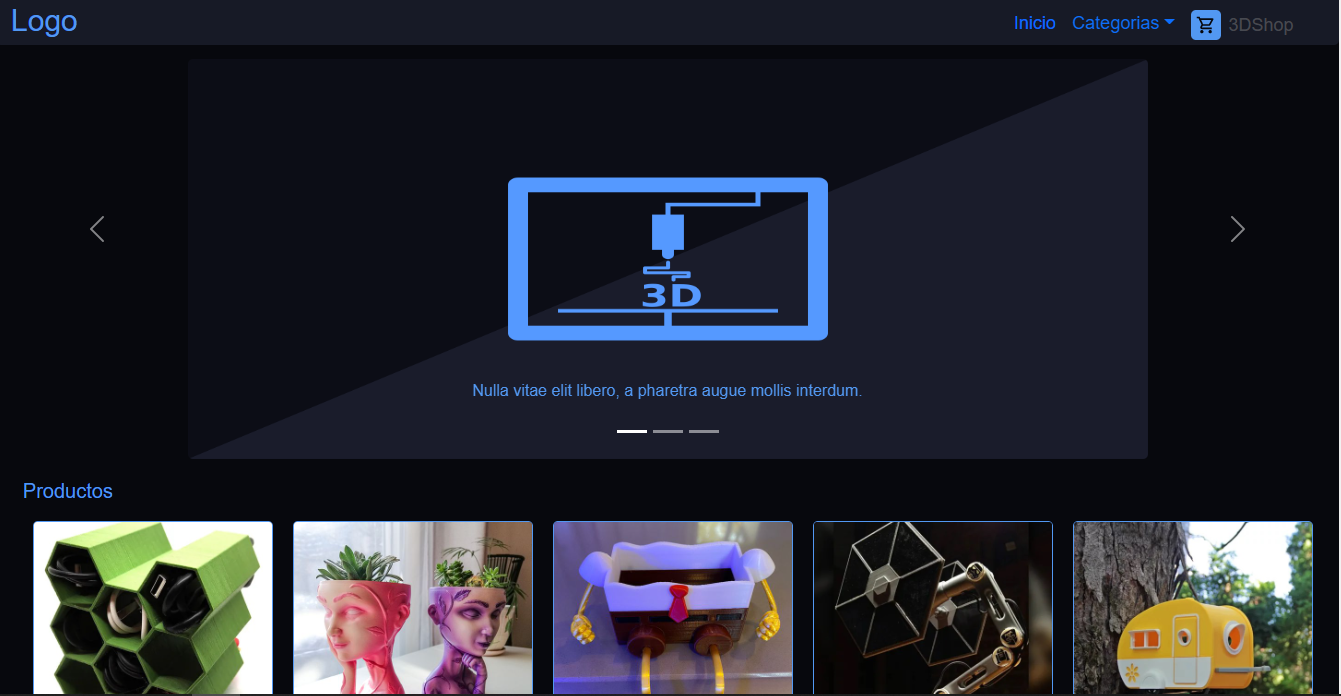 Logo
Inicio
Categorias
3DShop
3D
Nulla vitae elit libero, a pharetra augue mollis interdum.
Productos